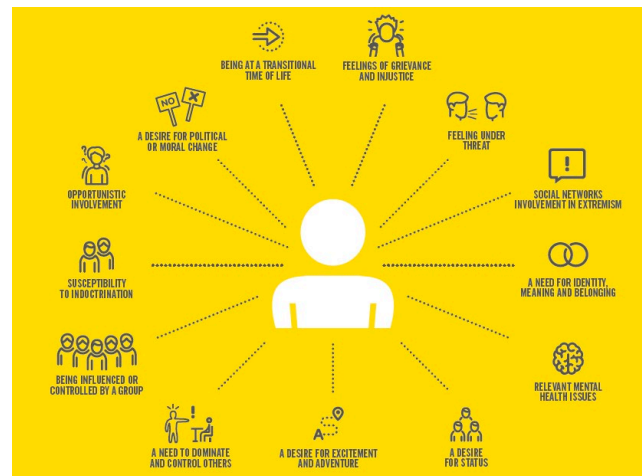 BEING AT A TRANSITIONAL
TIME OF LIFE
FEELINGS OF GRIEVANCE
AND INJUSTICE
NO X
A DESIRE FOR POLITICAL
OR MORAL CHANGE
FEELING UNDER
THREAT
OPPORTUNISTIC
INVOLVEMENT
!
SOCIAL NETWORKS
INVOLVEMENT IN EXTREMISM
SUSCEPTIBILITY
TO INDOCTRINATION
A NEED FOR IDENTITY,
MEANING AND BELONGING
BEING INFLUENCED OR
CONTROLLED BY A GROUP
RELEVANT MENTAL
HEALTH ISSUES
!
A NEED TO DOMINATE
AND CONTROL OTHERS
A
A DESIRE FOR EXCITEMENT
AND ADVENTURE
A DESIRE
FOR STATUS